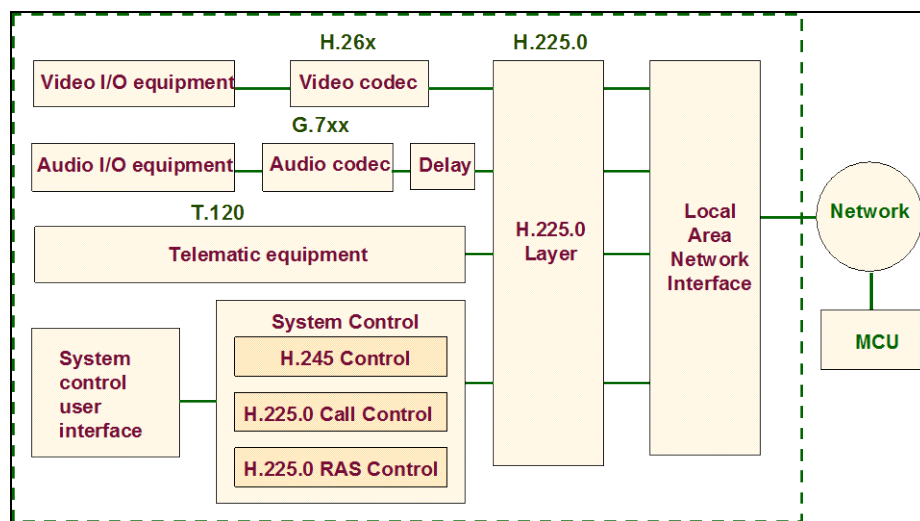 H.26x
H.225.0
Video I/O equipment
Video codec
G.7xx
Audio I/O equipment
Audio codec
Delay
T.120
Telematic equipment
H.225.0
Layer
Local
Area
Network
Interface
Network
MCU
System
control
user
interface
System Control
H.245 Control
H.225.0 Call Control
H.225.0 RAS Control